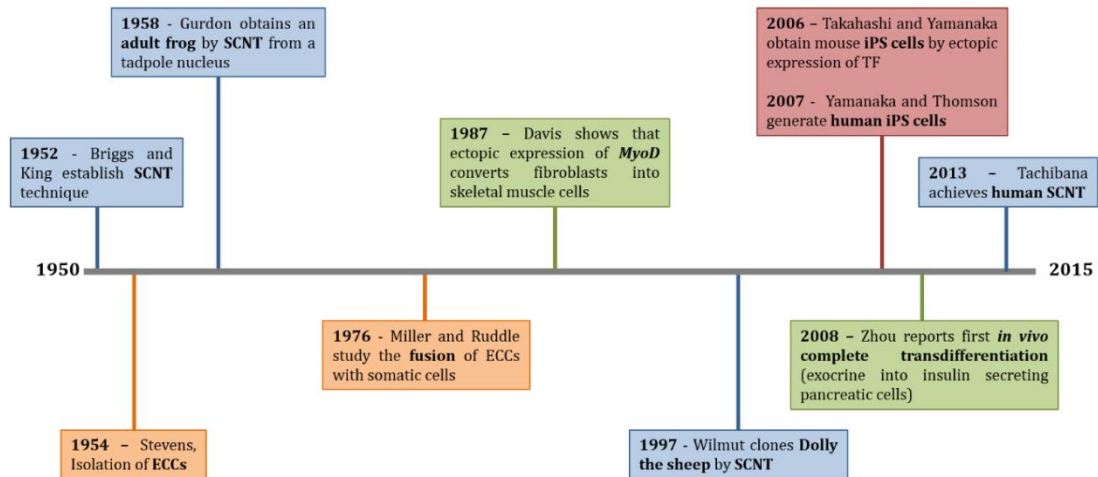 1958 - Gurdon obtains an
adult frog by SCNT from a
tadpole nucleus
2006 - Takahashi and Yamanaka
obtain mouse iPS cells by ectopic
expression of TF
2007 - Yamanaka and Thomson
generate human iPS cells
1952 - Briggs and
King establish SCNT
technique
1987 – Davis shows that
ectopic expression of MyoD
converts fibroblasts into
skeletal muscle cells
2013 – Tachibana
achieves human SCNT
1950
2015
1976 - Miller and Ruddle
study the fusion of ECCs
with somatic cells
2008 – Zhou reports first in vivo
complete transdifferentiation
(exocrine into insulin secreting
pancreatic cells)
1954 – Stevens,
Isolation of ECCs
1997 - Wilmut clones Dolly
the sheep by SCNT